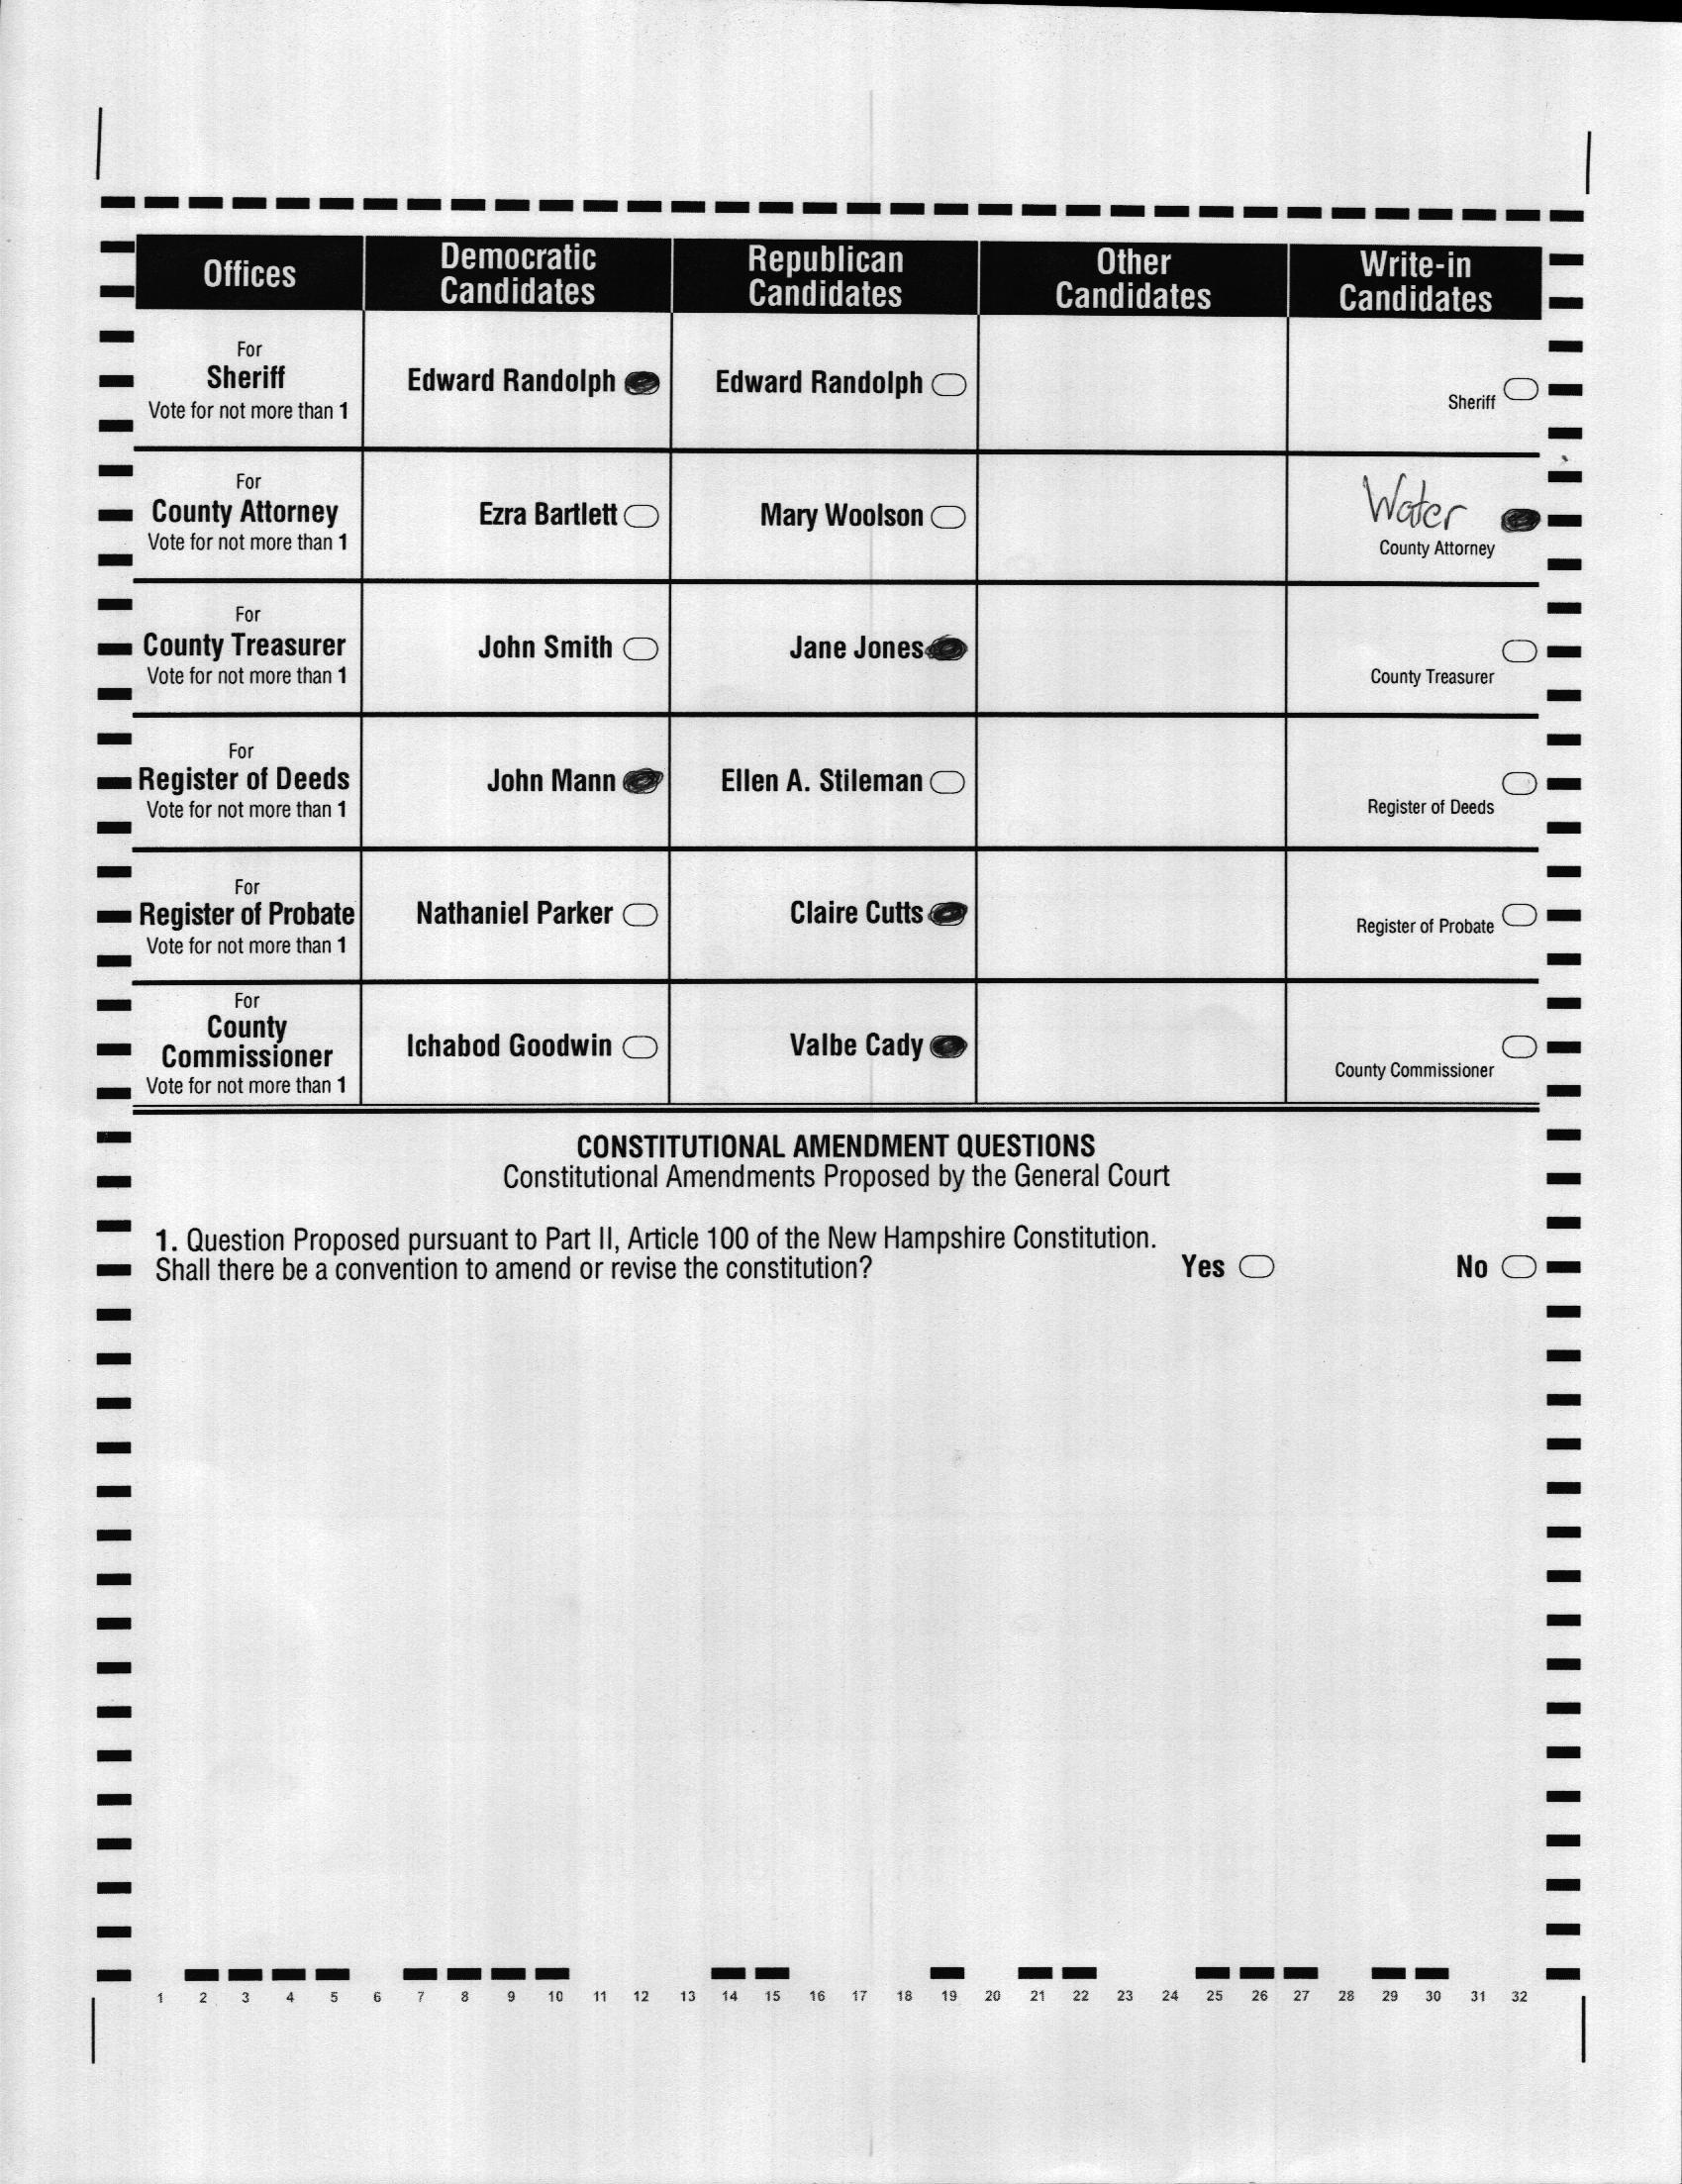 Offices Democratic Candidates Republican Candidates Other Candidates Write-in Candidates
For
Sheriff
Vote for not more than 1
Edward Randolph
Edward Randolph
Sheriff
For
County Attorney
Vote for not more than 1
Ezra Bartlett
Mary Woolson
Water
County Attorney
For
County Treasurer
Vote for not more than 1
John Smith
Jane Jones
County Treasurer
For
Register of Deeds
Vote for not more than 1
John Mann
Ellen A. Stileman
Register of Deeds
For
Register of Probate
Vote for not more than 1
Nathaniel Parker
Claire Cutts
Register of Probate
For
County
Commissioner
Vote for not more than 1
Ichabod Goodwin
Valbe Cady
County Commissioner
CONSTITUTIONAL AMENDMENT QUESTIONS
Constitutional Amendments Proposed by the General Court
1. Question Proposed pursuant to Part II, Article 100 of the New Hampshire Constitution.
Shall there be a convention to amend or revise the constitution? Yes No
1 2 3 4 5 6 7 8 9 10 11 12 13 14 15 16 17 18 19 20 21 22 23 24 25 26 27 28 29 30 31 32